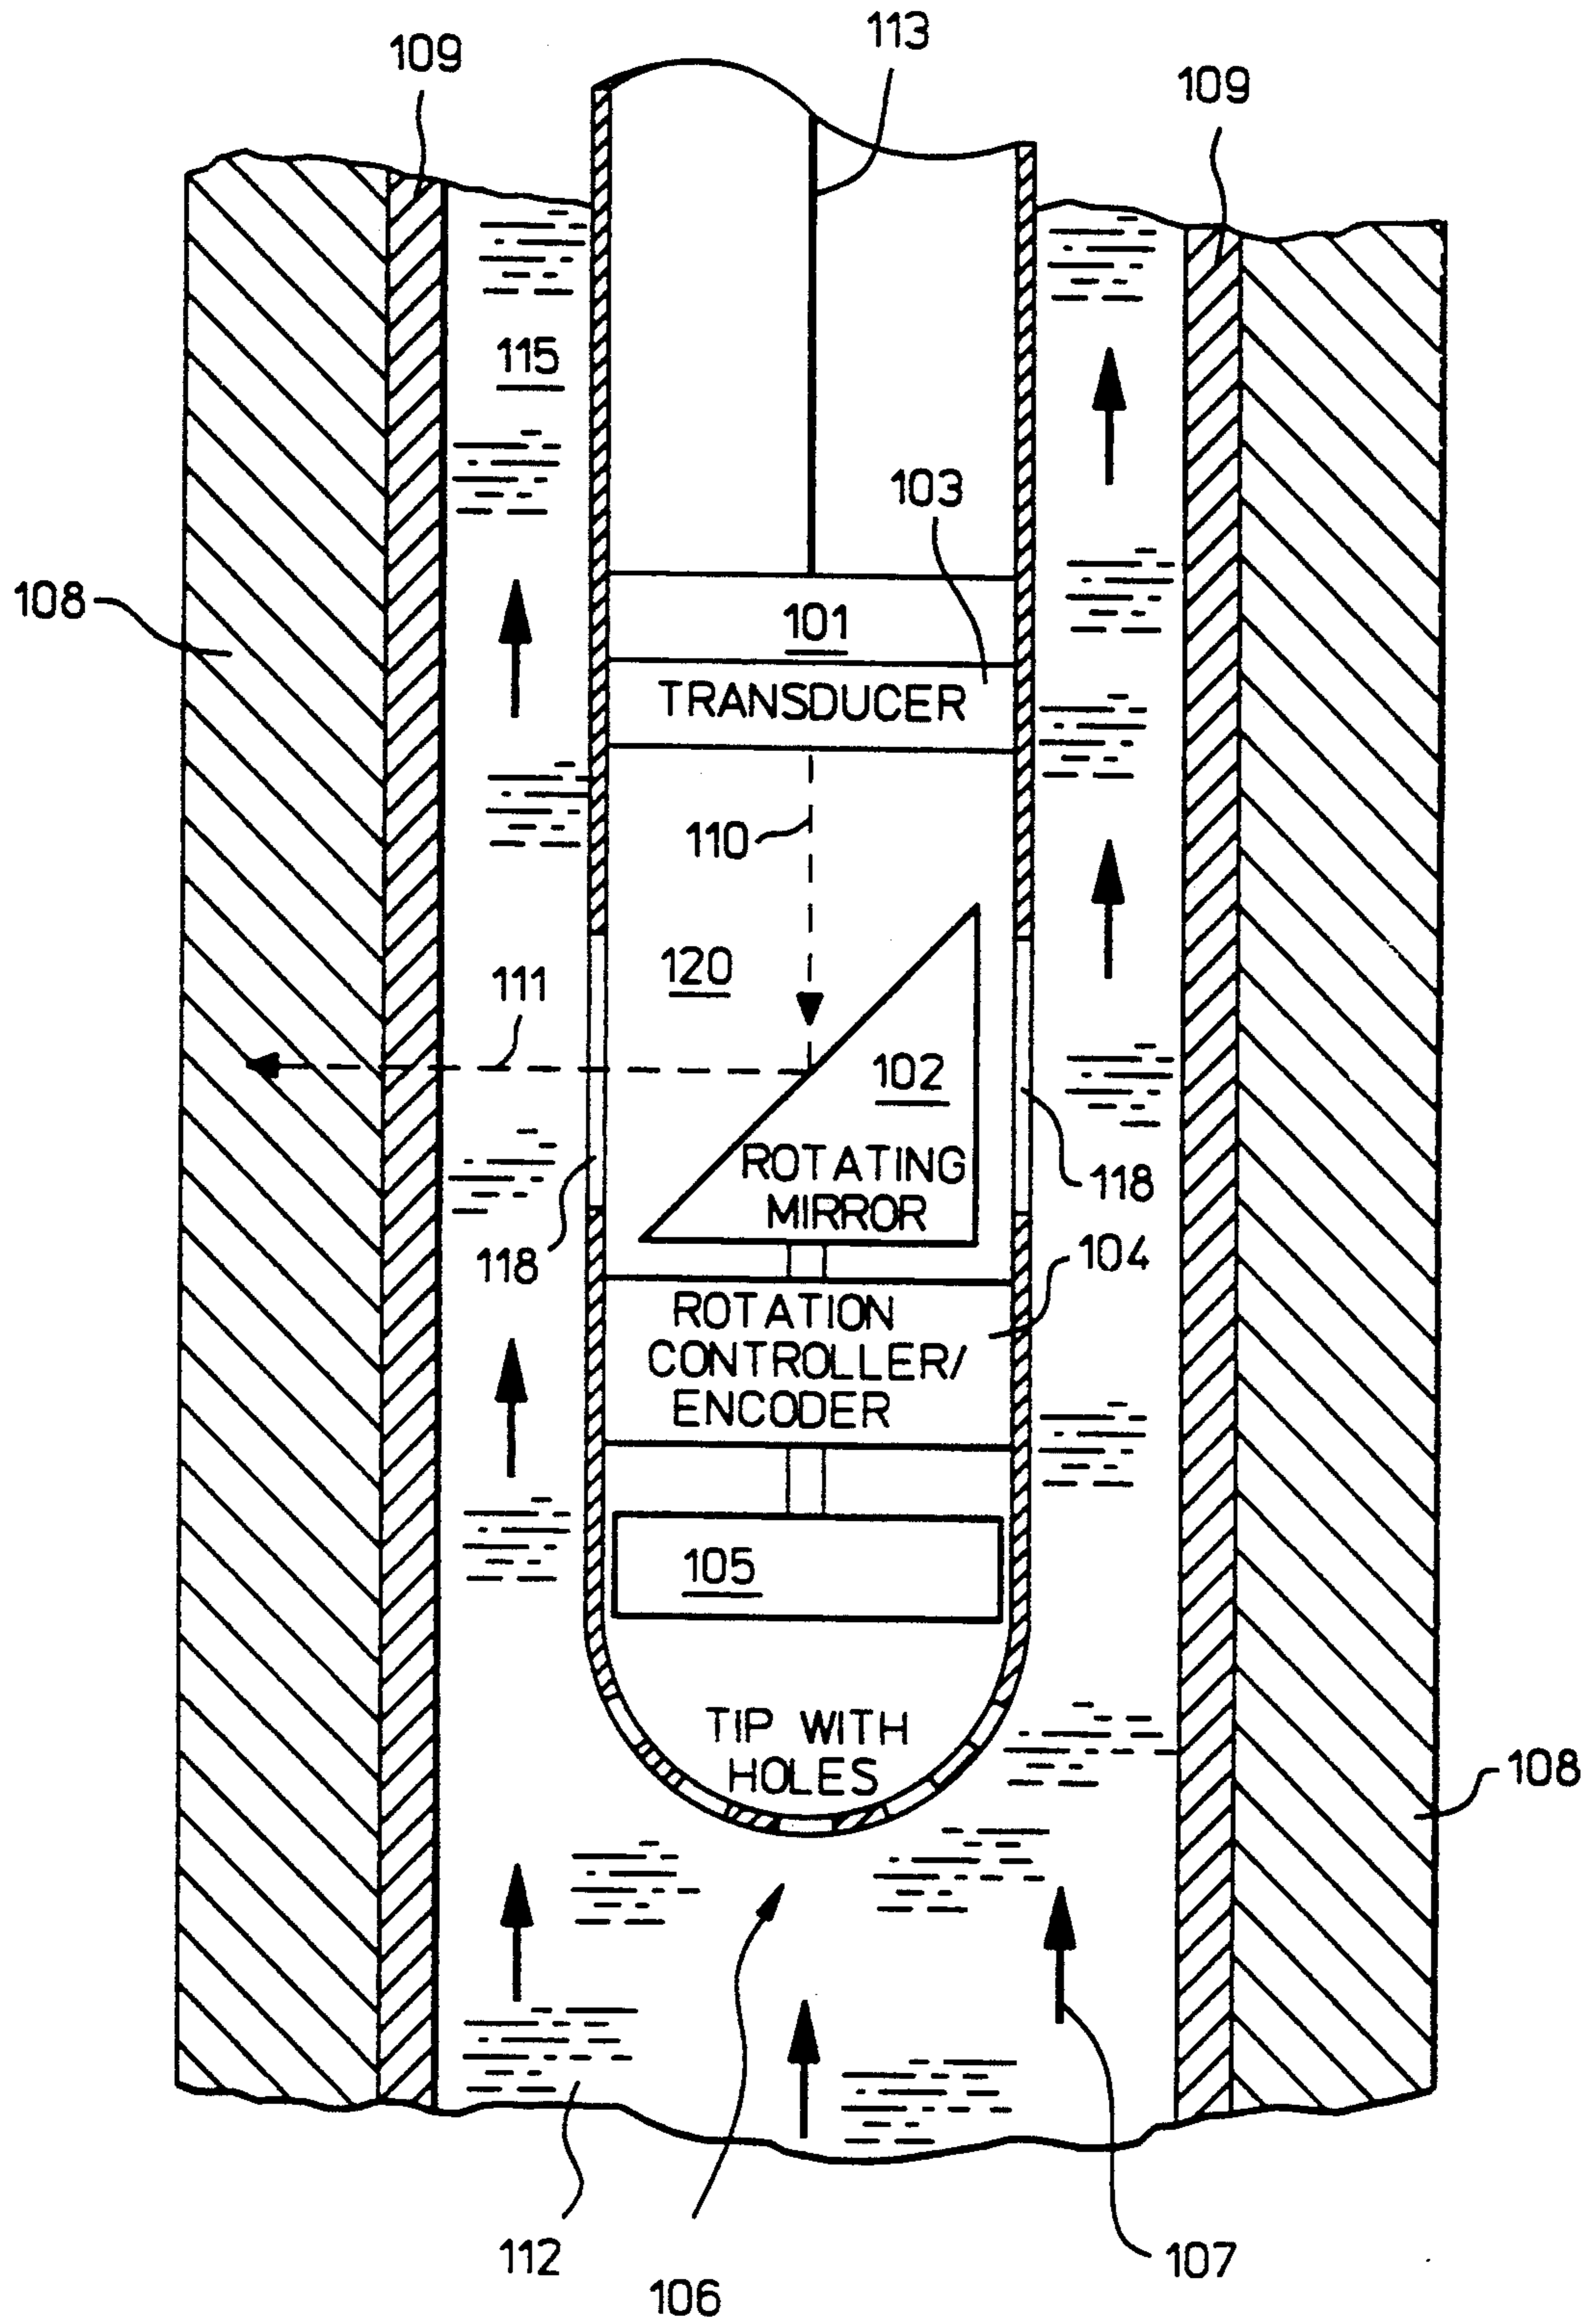 113
109
109
115
103
108
101
TRANSDUCER
110
120
111
102
ROTATING
MIRROR
118
118
104
ROTATION
CONTROLLER/
ENCODER
105
TIP WITH
HOLES
108
112
107
106